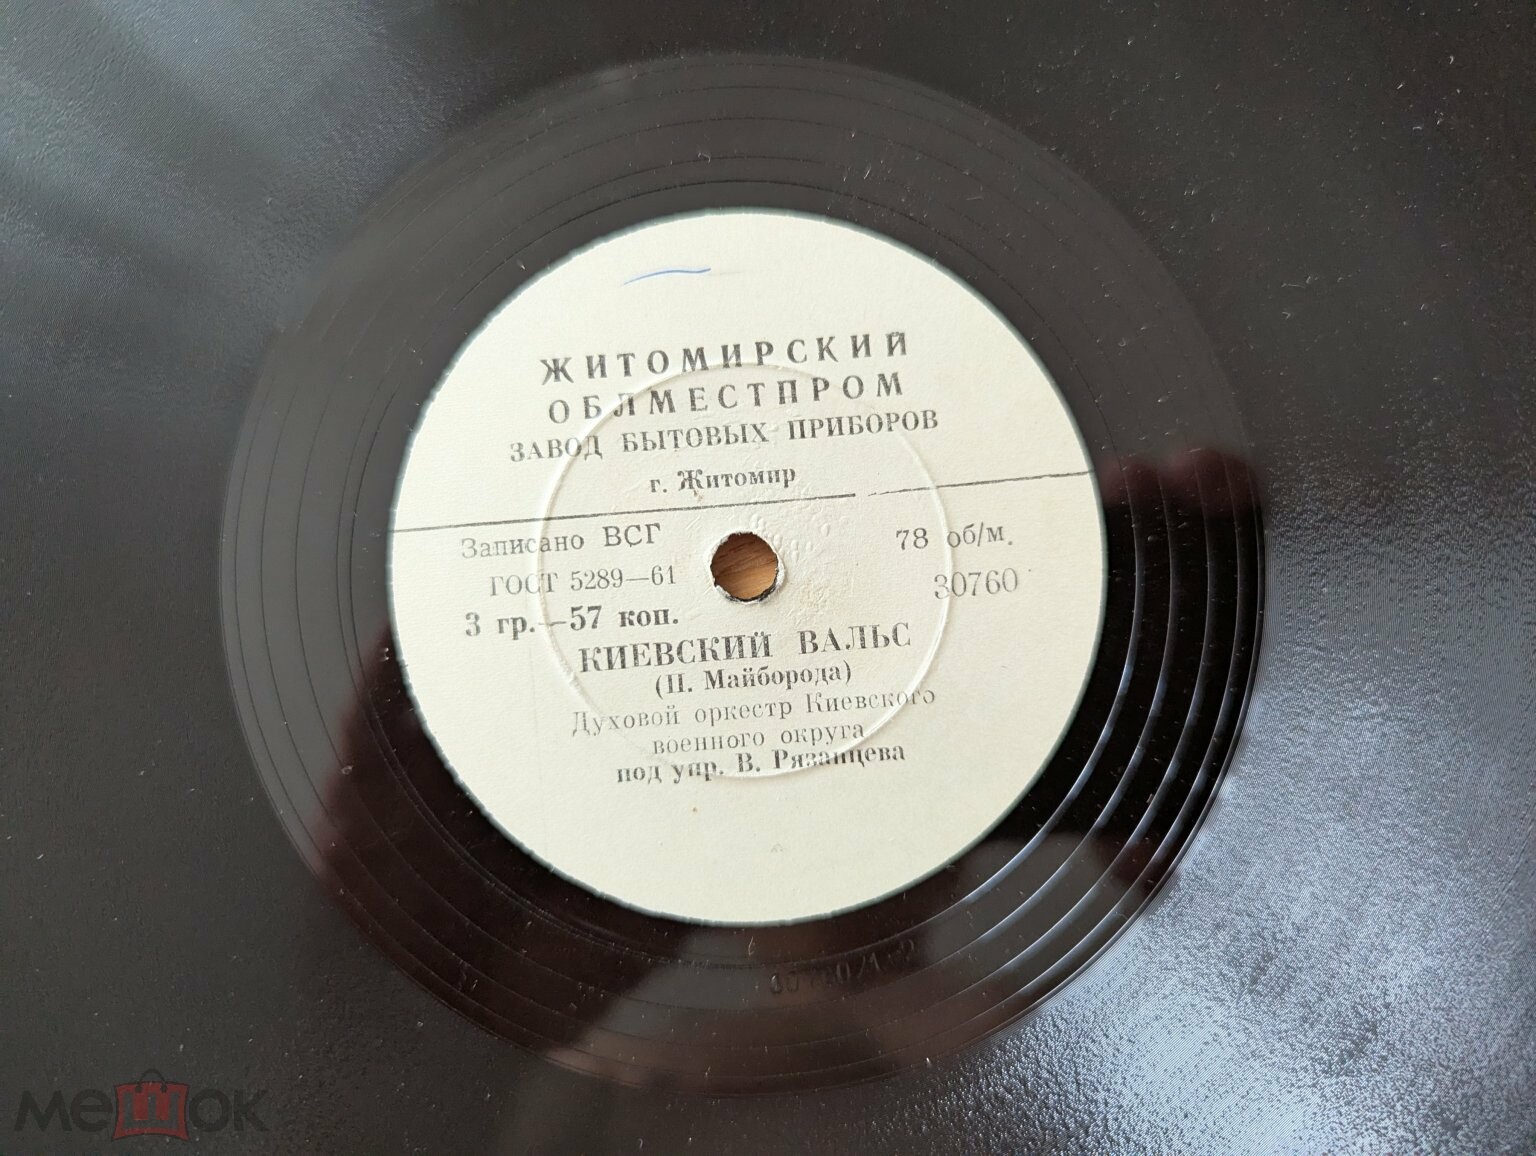 ЖИТОМИРСКИЙ
ОБЛМЕСТПРОМ
ЗАВОД БЫТОВЫХ ПРИБОРОВ
г. Житомир
Записано ВСГ 78 об/м.
ГОСТ 5289—61 30760
3 гр.—57 коп.
КИЕВСКИЙ ВАЛЬС
(П. Майборода)
Духовой оркестр Киевского
военного округа
под упр. В. Рязанцева
мешок